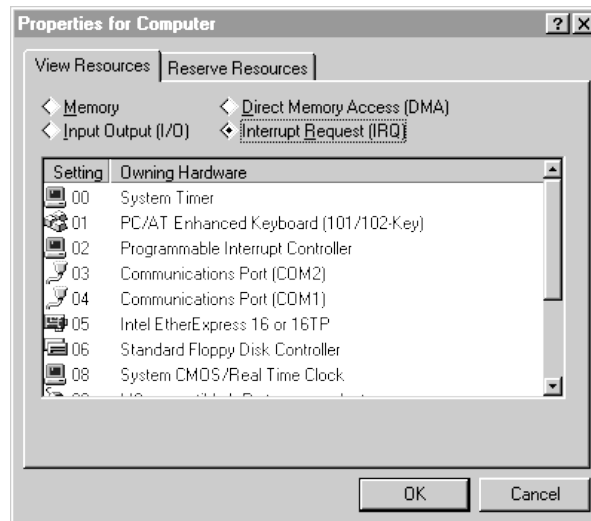 Properties for Computer
View Resources Reserve Resources
Memory Direct Memory Access (DMA)
Input Output (I/O) Interrupt Request (IRQ)
Setting Owning Hardware
00 System Timer
01 PC/AT Enhanced Keyboard (101/102-Key)
02 Programmable Interrupt Controller
03 Communications Port (COM2)
04 Communications Port (COM1)
05 Intel EtherExpress 16 or 16TP
06 Standard Floppy Disk Controller
08 System CMOS/Real Time Clock
OK Cancel